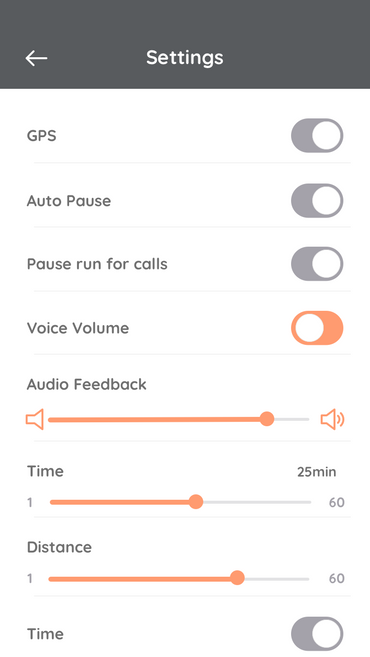 Settings
GPS
Auto Pause
Pause run for calls
Voice Volume
Audio Feedback
Time 25min
1 60
Distance
1 60
Time